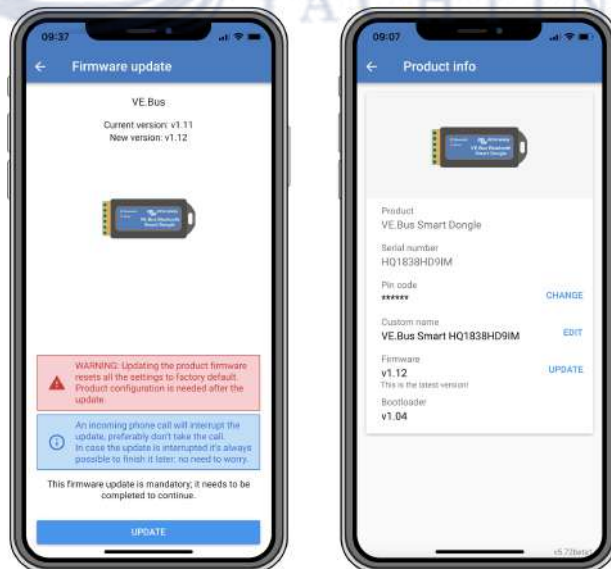 09:37
Firmware update
VE.Bus
Current version: v1.11
New version: v1.12
WARNING: Updating the product firmware
resets all the settings to factory default.
Product configuration is needed after the
update.
An incoming phone call will interrupt the
update, preferably don't take the call.
In case the update is interrupted it's always
possible to finish it later: no need to worry.
This firmware update is mandatory; it needs to be
completed to continue.
UPDATE
09:07
Product info
VE.Bus Bluetooth
Smart Dongle
Product
VE.Bus Smart Dongle
Serial number
HQ1838HD9IM
Pin code
******
CHANGE
Custom name
VE.Bus Smart HQ1838HD9IM
EDIT
Firmware
v1.12
UPDATE
This is the latest version!
Bootloader
v1.04